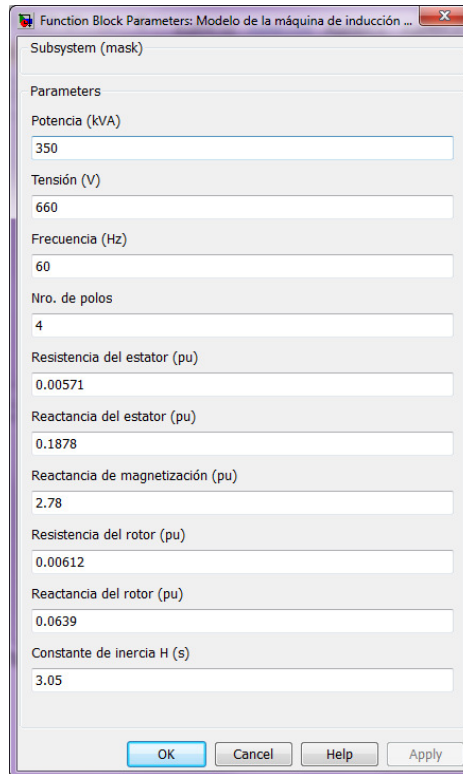 Function Block Parameters: Modelo de la máquina de inducción ...
Subsystem (mask)
Parameters
Potencia (kVA)
350
Tensión (V)
660
Frecuencia (Hz)
60
Nro. de polos
4
Resistencia del estator (pu)
0.00571
Reactancia del estator (pu)
0.1878
Reactancia de magnetización (pu)
2.78
Resistencia del rotor (pu)
0.00612
Reactancia del rotor (pu)
0.0639
Constante de inercia H (s)
3.05
OK Cancel Help Apply